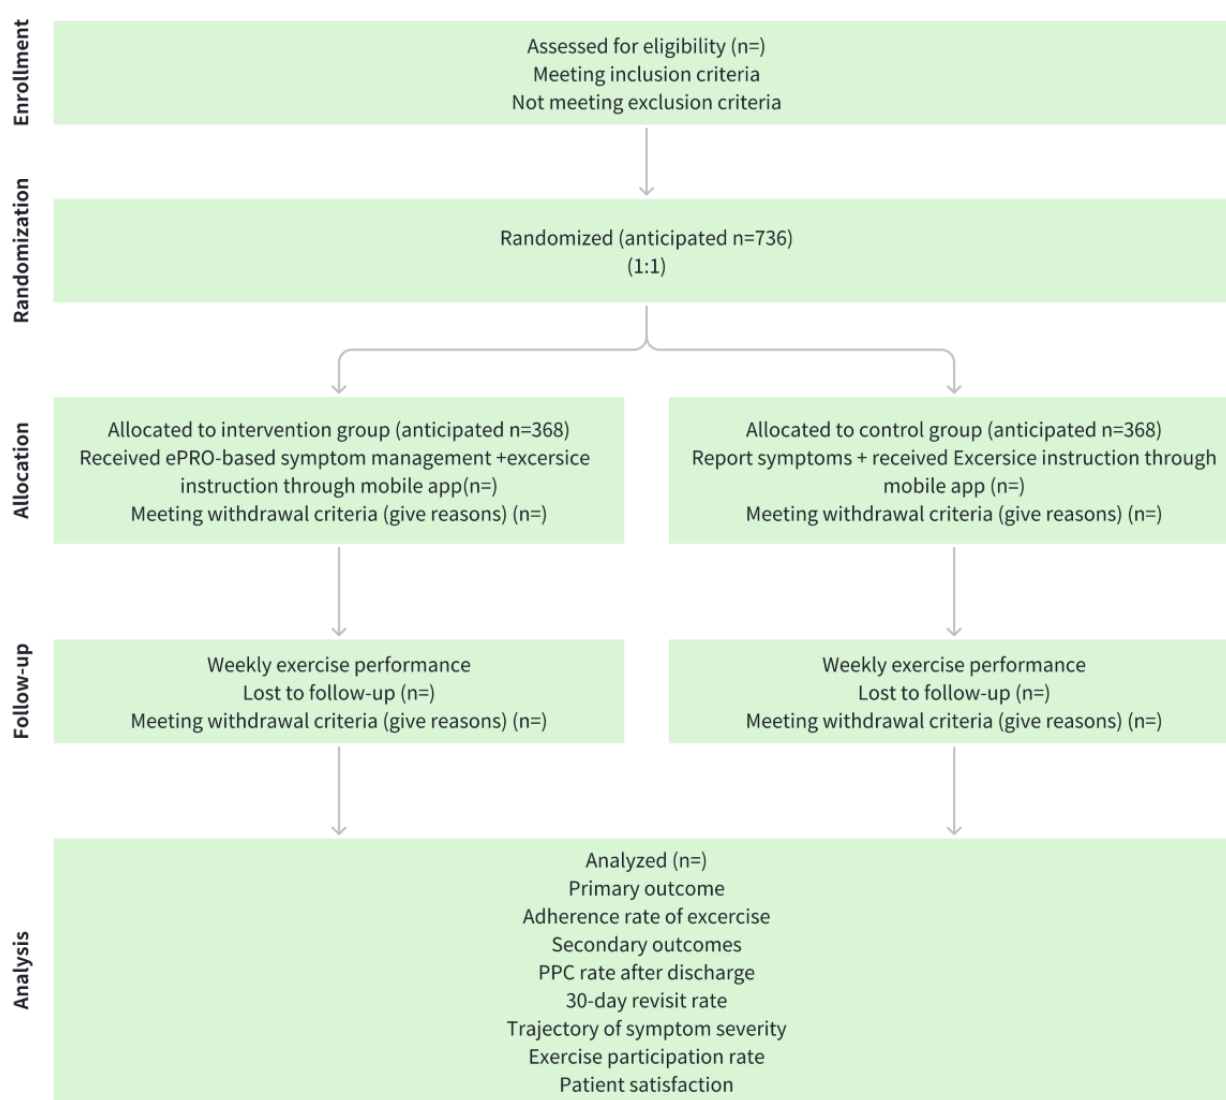 Enrollment
Assessed for eligibility (n=)
Meeting inclusion criteria
Not meeting exclusion criteria
Randomization
Randomized (anticipated n=736)
(1:1)
Allocation
Allocated to intervention group (anticipated n=368)
Received ePRO-based symptom management +excersice
instruction through mobile app(n=)
Meeting withdrawal criteria (give reasons) (n=)
Allocated to control group (anticipated n=368)
Report symptoms + received Excersice instruction through
mobile app (n=)
Meeting withdrawal criteria (give reasons) (n=)
Follow-up
Weekly exercise performance
Lost to follow-up (n=)
Meeting withdrawal criteria (give reasons) (n=)
Weekly exercise performance
Lost to follow-up (n=)
Meeting withdrawal criteria (give reasons) (n=)
Analysis
Analyzed (n=)
Primary outcome
Adherence rate of excercise
Secondary outcomes
PPC rate after discharge
30-day revisit rate
Trajectory of symptom severity
Exercise participation rate
Patient satisfaction